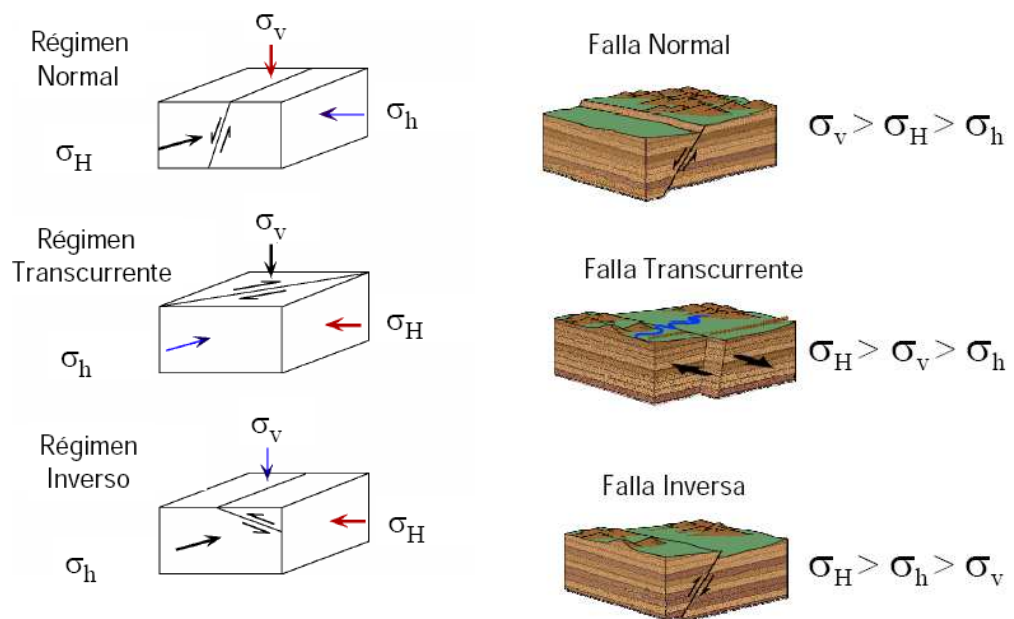 Régimen
Normal
σv
σH
σh
Falla Normal
σv > σH > σh
Régimen
Transcurrente
σv
σh
σH
Falla Transcurrente
σH > σv > σh
Régimen
Inverso
σv
σh
σH
Falla Inversa
σH > σh > σv